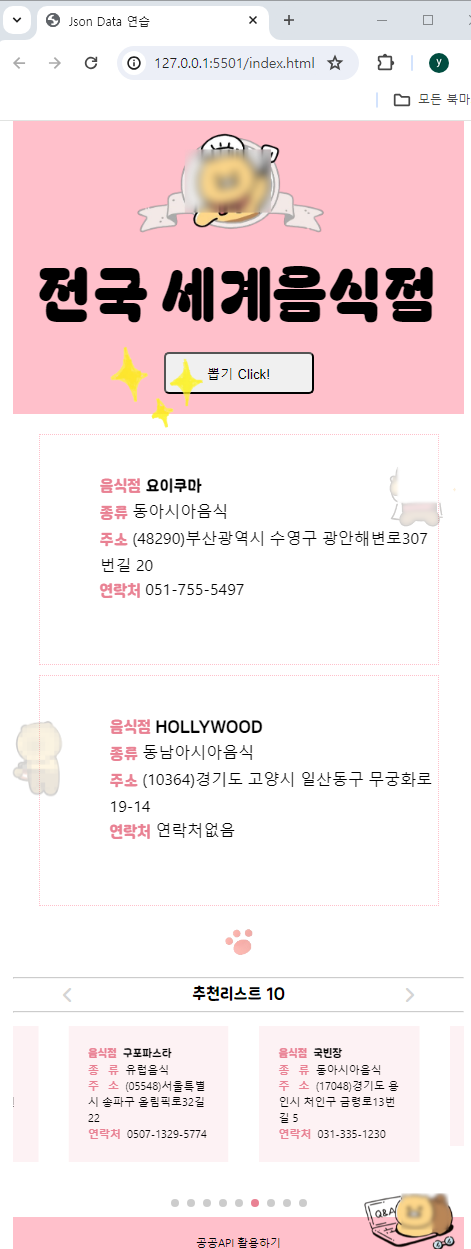 Json Data 연습
127.0.0.1:5501/index.html
y
모든 북마
전국 세계음식점
뽑기 Click!
음식점 요이쿠마
종류 동아시아음식
주소 (48290)부산광역시 수영구 광안해변로307
번길 20
연락처 051-755-5497
음식점 HOLLYWOOD
종류 동남아시아음식
주소 (10364)경기도 고양시 일산동구 무궁화로
19-14
연락처 연락처없음
추천리스트 10
음식점 구포파스타
종 류 유럽음식
주 소 (05548)서울특별
시 송파구 올림픽로32길
22
연락처 0507-1329-5774
음식점 국빈장
종 류 동아시아음식
주 소 (17048)경기도 용
인시 처인구 금령로13번
길 5
연락처 031-335-1230
Q&A
공공API 활용하기